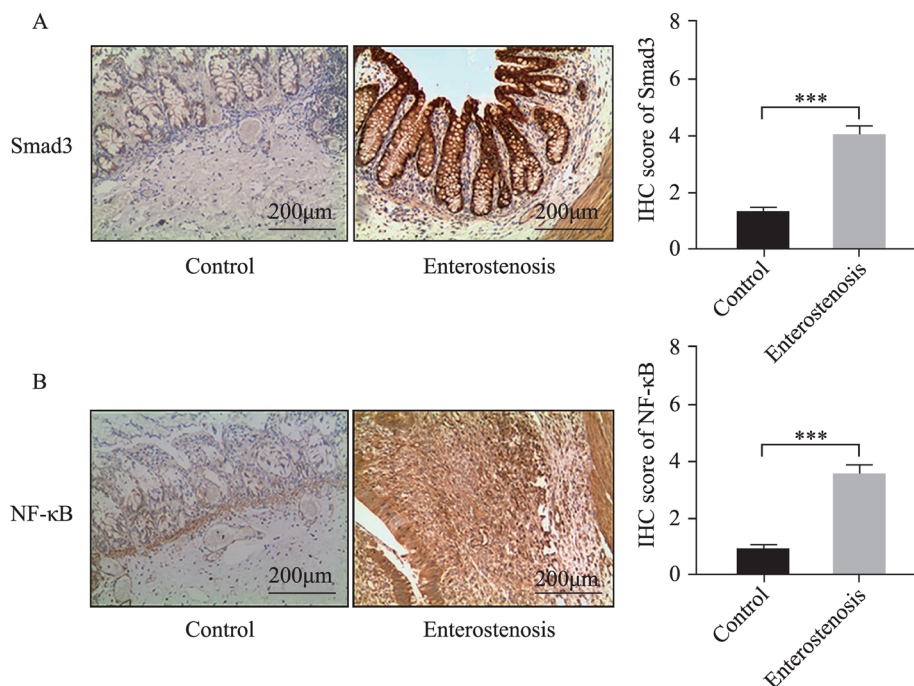 A
Smad3
200μm
Control
200μm
Enterostenosis
IHC score of Smad3
8
6
4
2
0
***
Control
Enterostenosis
B
NF-κB
200μm
Control
200μm
Enterostenosis
IHC score of NF-κB
8
6
4
2
0
***
Control
Enterostenosis